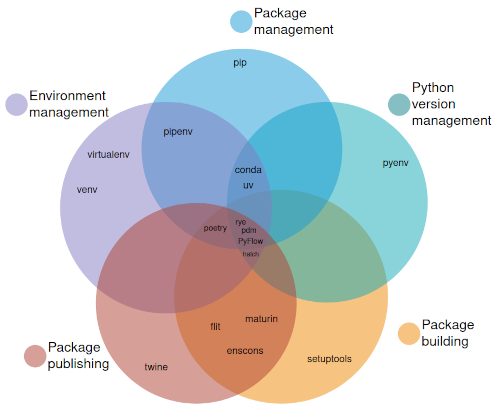 Package
management
pip
Environment
management
Python
version
management
pipenv
virtualenv
pyenv
conda
venv
uv
rye
poetry
pdm
PyFlow
hatch
maturin
flit
Package
building
enscons
Package
publishing
setuptools
twine